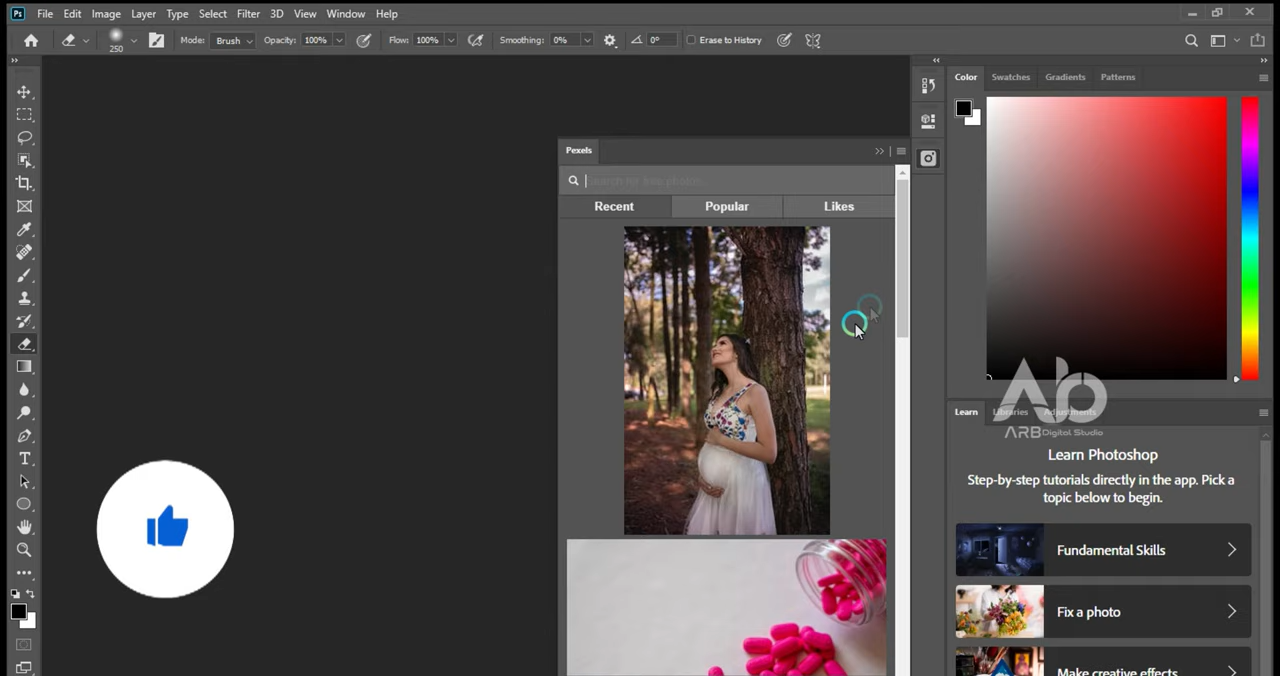 Ps File Edit Image Layer Type Select Filter 3D View Window Help
250 Mode: Brush Opacity: 100% Flow: 100% Smoothing: 0% 0° Erase to History
Pexels
Search for free photos
Recent Popular Likes
Color Swatches Gradients Patterns
Ab
ARB Digital Studio
Learn Libraries Adjustments
Learn Photoshop
Step-by-step tutorials directly in the app. Pick a
topic below to begin.
Fundamental Skills
Fix a photo
Make creative effects